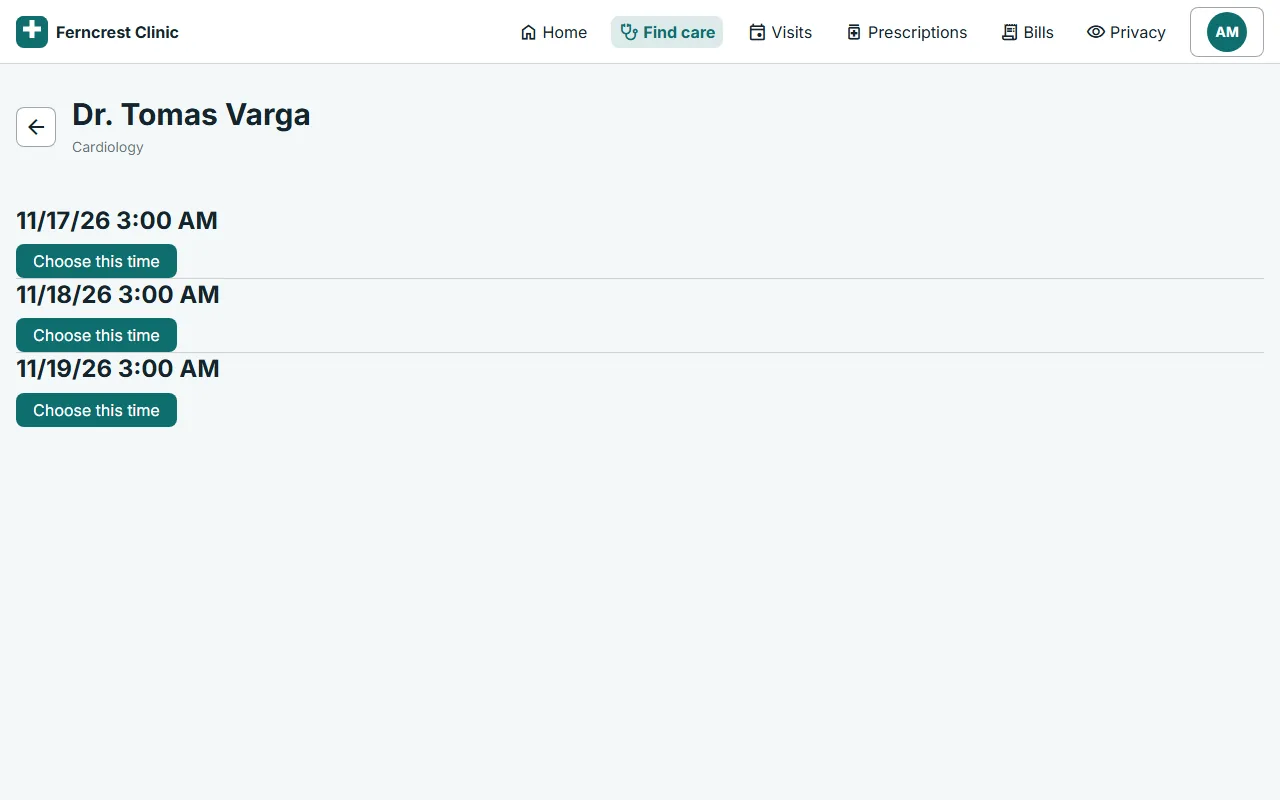 Ferncrest Clinic
Home
Find care
Visits
Prescriptions
Bills
Privacy
AM
Dr. Tomas Varga
Cardiology
11/17/26 3:00 AM
Choose this time
11/18/26 3:00 AM
Choose this time
11/19/26 3:00 AM
Choose this time